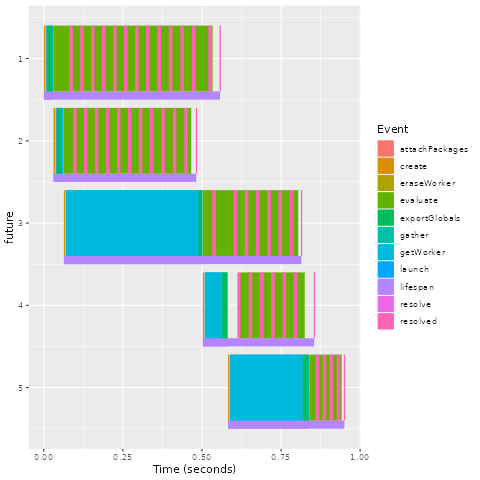 1
2
3
4
5
future
0.00 0.25 0.50 0.75 1.00
Time (seconds)
Event
attachPackages
create
eraseWorker
evaluate
exportGlobals
gather
getWorker
launch
lifespan
resolve
resolved